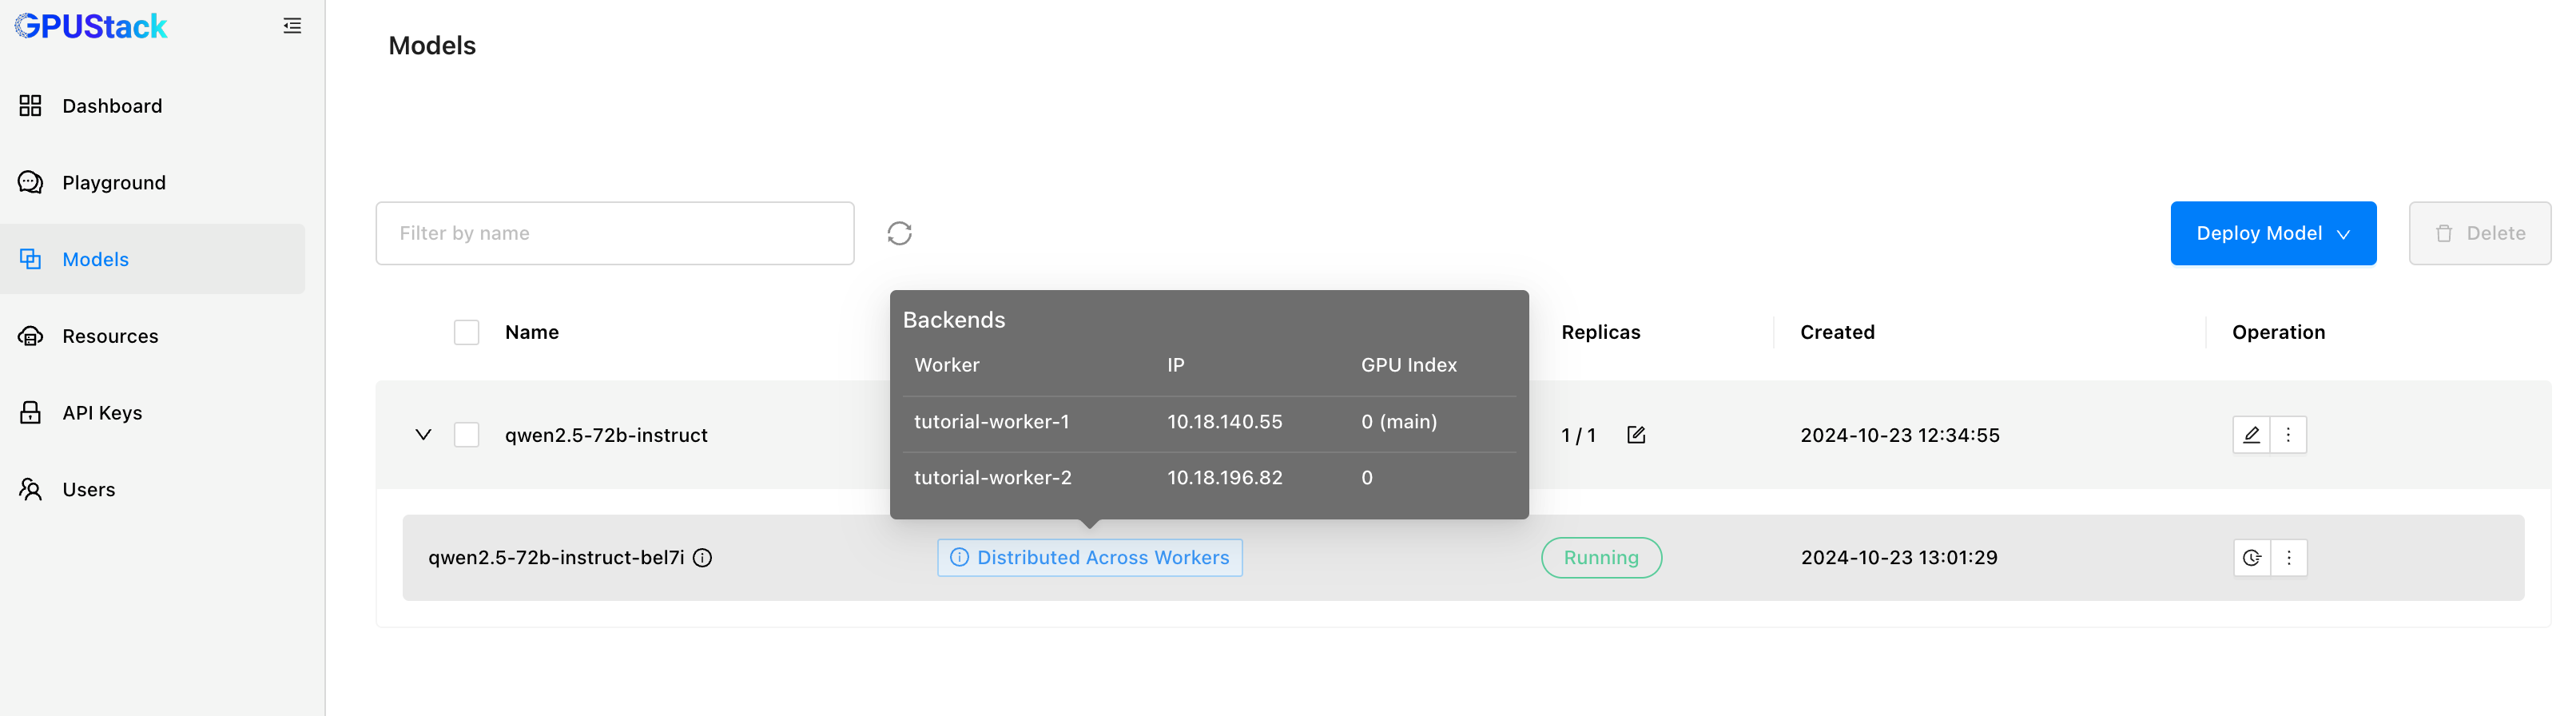 GPUStack
Dashboard
Playground
Models
Resources
API Keys
Users
Models
Filter by name
Deploy Model
Delete
Name
Replicas
Created
Operation
Backends
Worker IP GPU Index
tutorial-worker-1 10.18.140.55 0 (main)
tutorial-worker-2 10.18.196.82 0
qwen2.5-72b-instruct 1 / 1 2024-10-23 12:34:55
qwen2.5-72b-instruct-bel7i Distributed Across Workers Running 2024-10-23 13:01:29